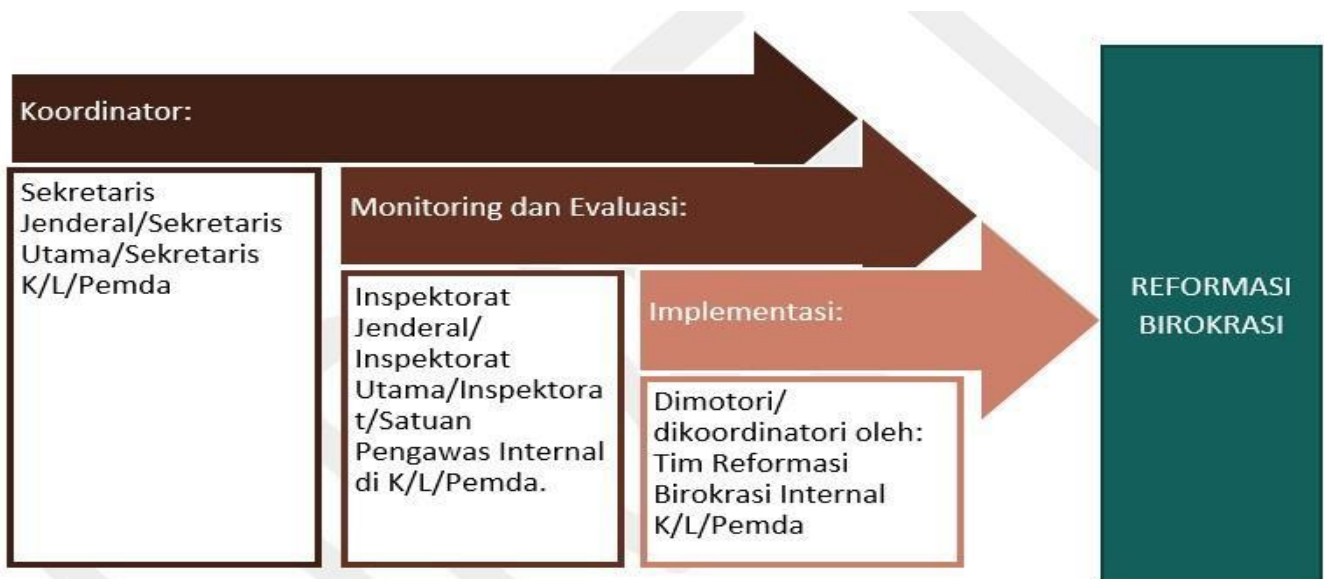 Koordinator:
Sekretaris
Jenderal/Sekretaris
Utama/Sekretaris
K/L/Pemda
Monitoring dan Evaluasi:
Inspektorat
Jenderal/
Inspektorat
Utama/Inspektora
t/Satuan
Pengawas Internal
di K/L/Pemda.
Implementasi:
Dimotori/
dikoordinatori oleh:
Tim Reformasi
Birokrasi Internal
K/L/Pemda
REFORMASI
BIROKRASI